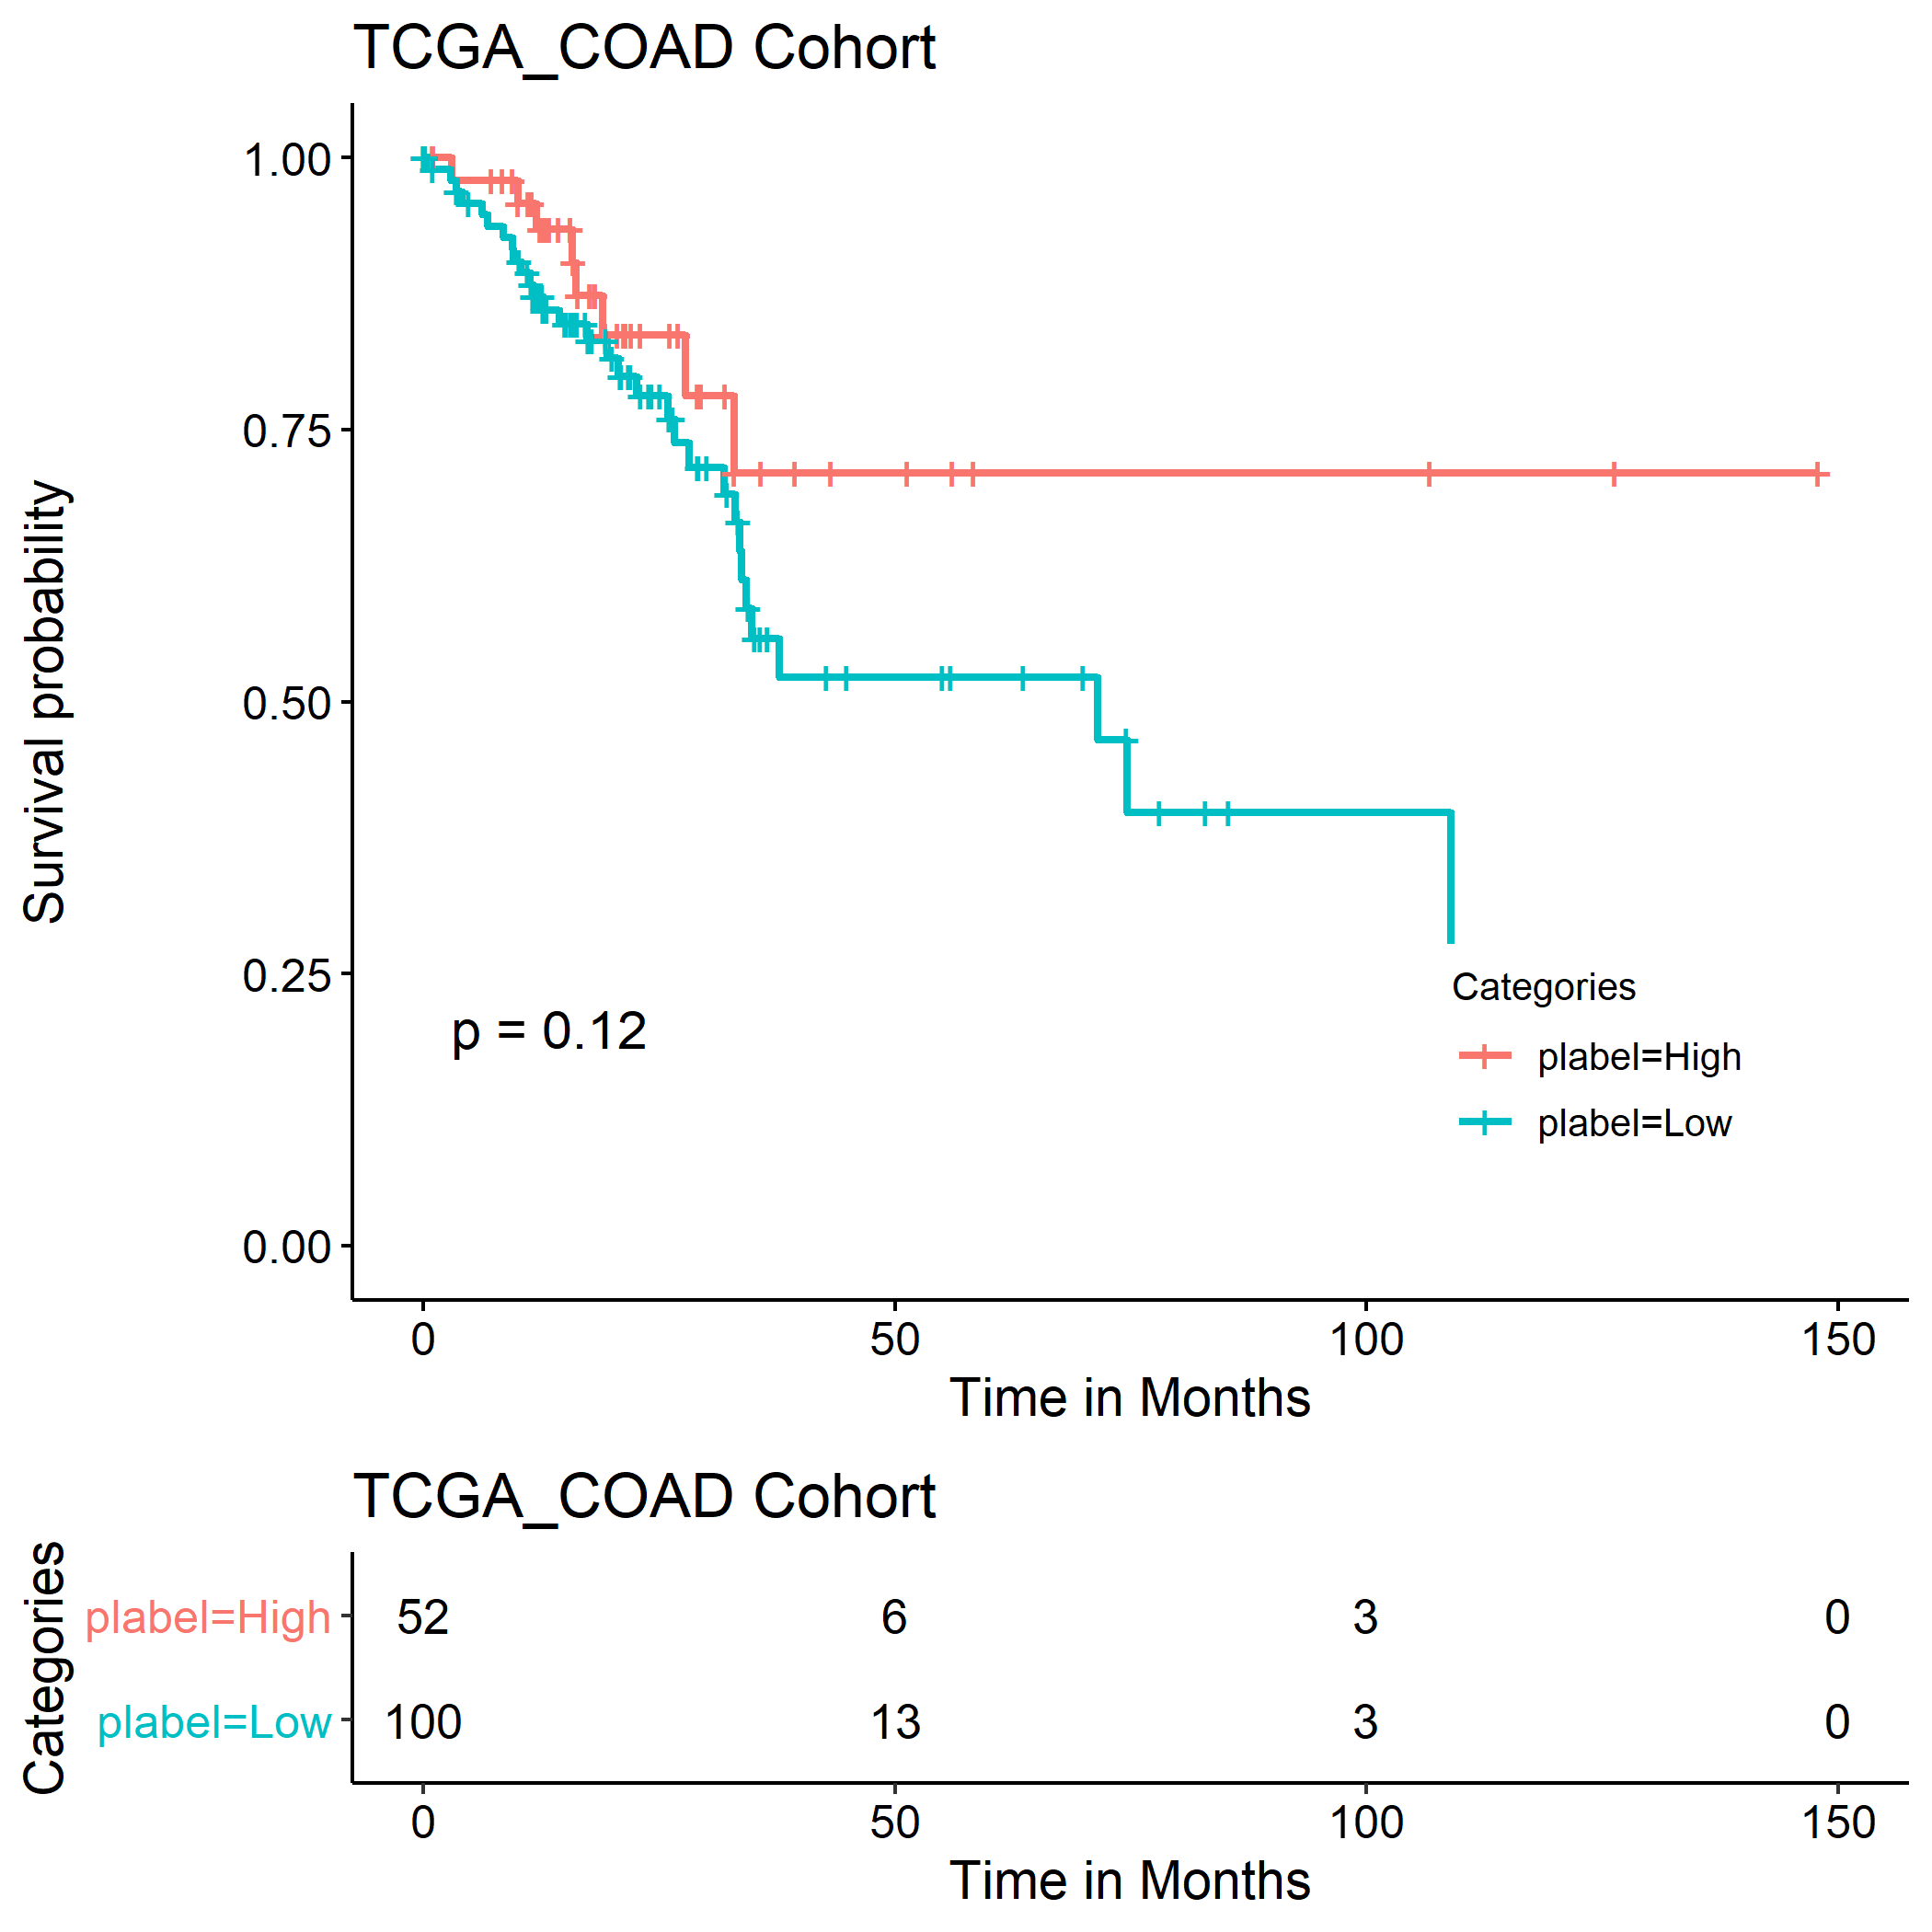 TCGA_COAD Cohort
Survival probability
1.00
0.75
0.50
0.25
0.00
p = 0.12
Categories
plabel=High
plabel=Low
0 50 100 150
Time in Months
TCGA_COAD Cohort
Categories
plabel=High 52 6 3 0
plabel=Low 100 13 3 0
0 50 100 150
Time in Months